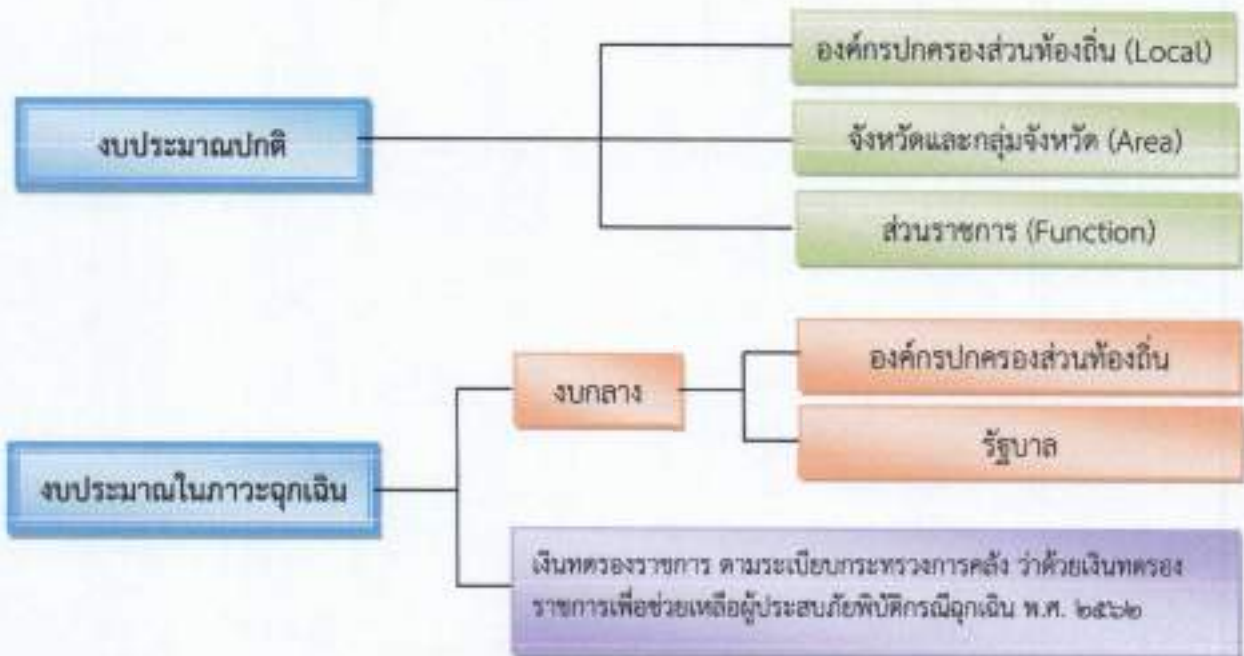 องค์กรปกครองส่วนท้องถิ่น (Local)
งบประมาณปกติ
จังหวัดและกลุ่มจังหวัด (Area)
ส่วนราชการ (Function)
องค์กรปกครองส่วนท้องถิ่น
งบกลาง
รัฐบาล
งบประมาณในภาวะฉุกเฉิน
เงินทดรองราชการ ตามระเบียบกระทรวงการคลัง ว่าด้วยเงินทดรอง
ราชการเพื่อช่วยเหลือผู้ประสบภัยพิบัติกรณีฉุกเฉิน พ.ศ. ๒๕๖๒